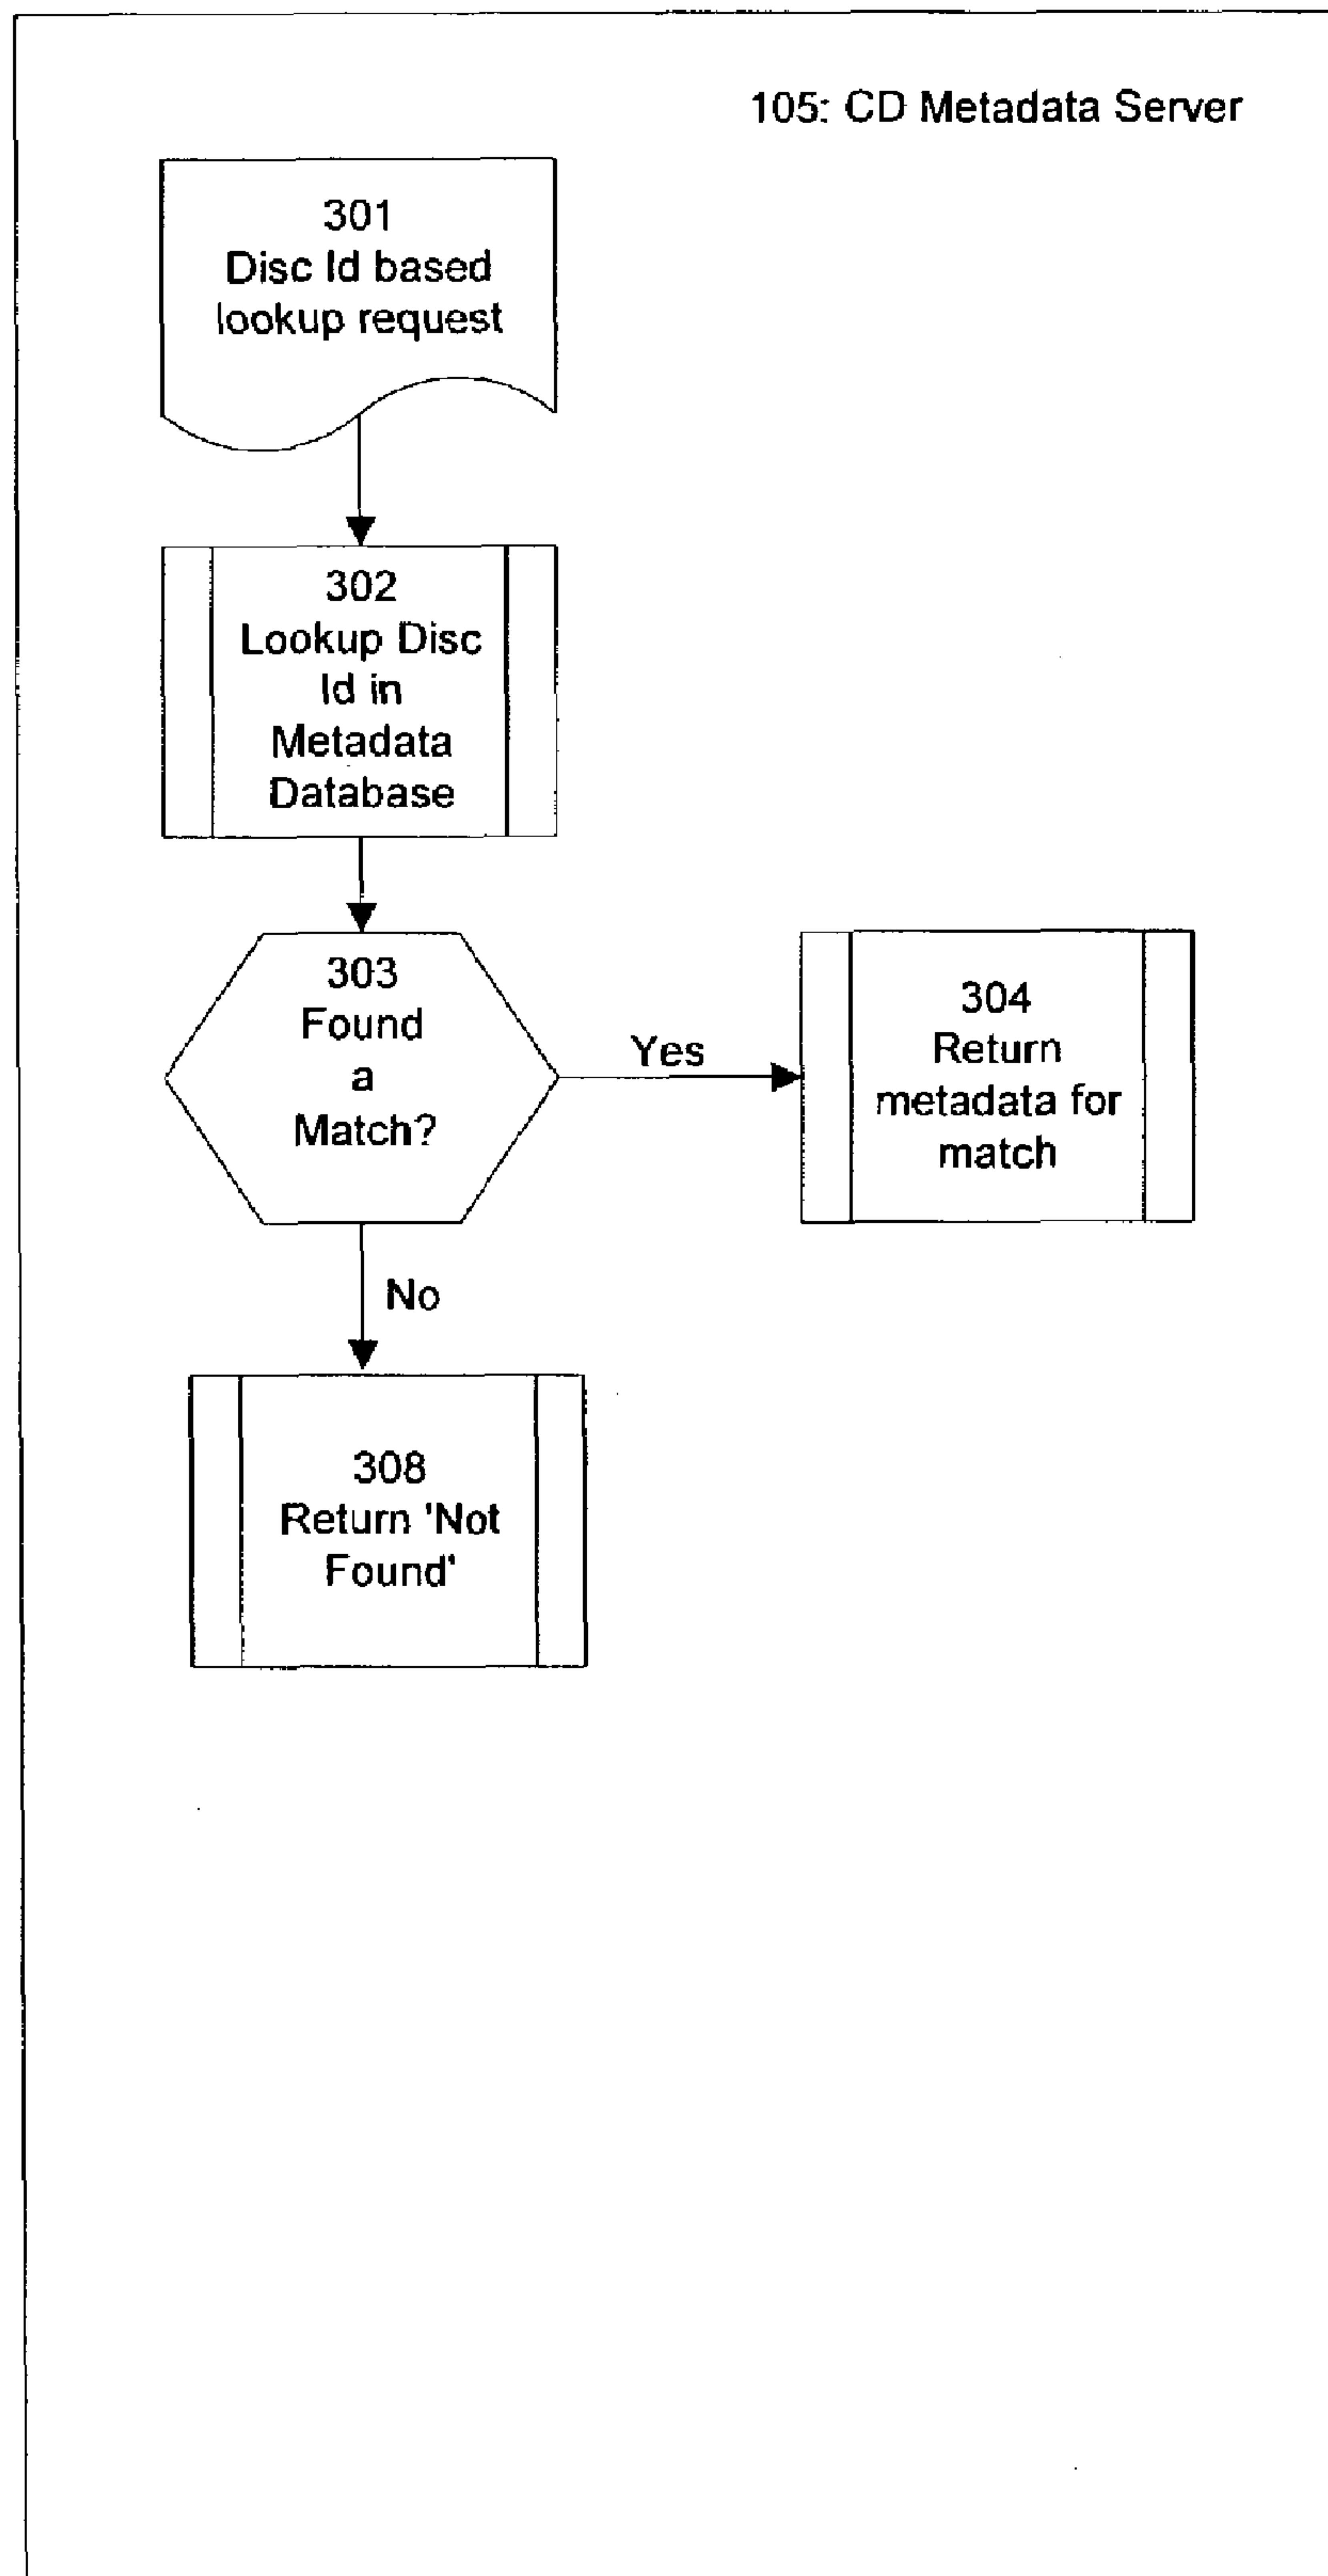 105: CD Metadata Server
301
Disc Id based
lookup request
302
Lookup Disc
Id in
Metadata
Database
303
Found
a
Match?
Yes
304
Return
metadata for
match
No
308
Return 'Not
Found'